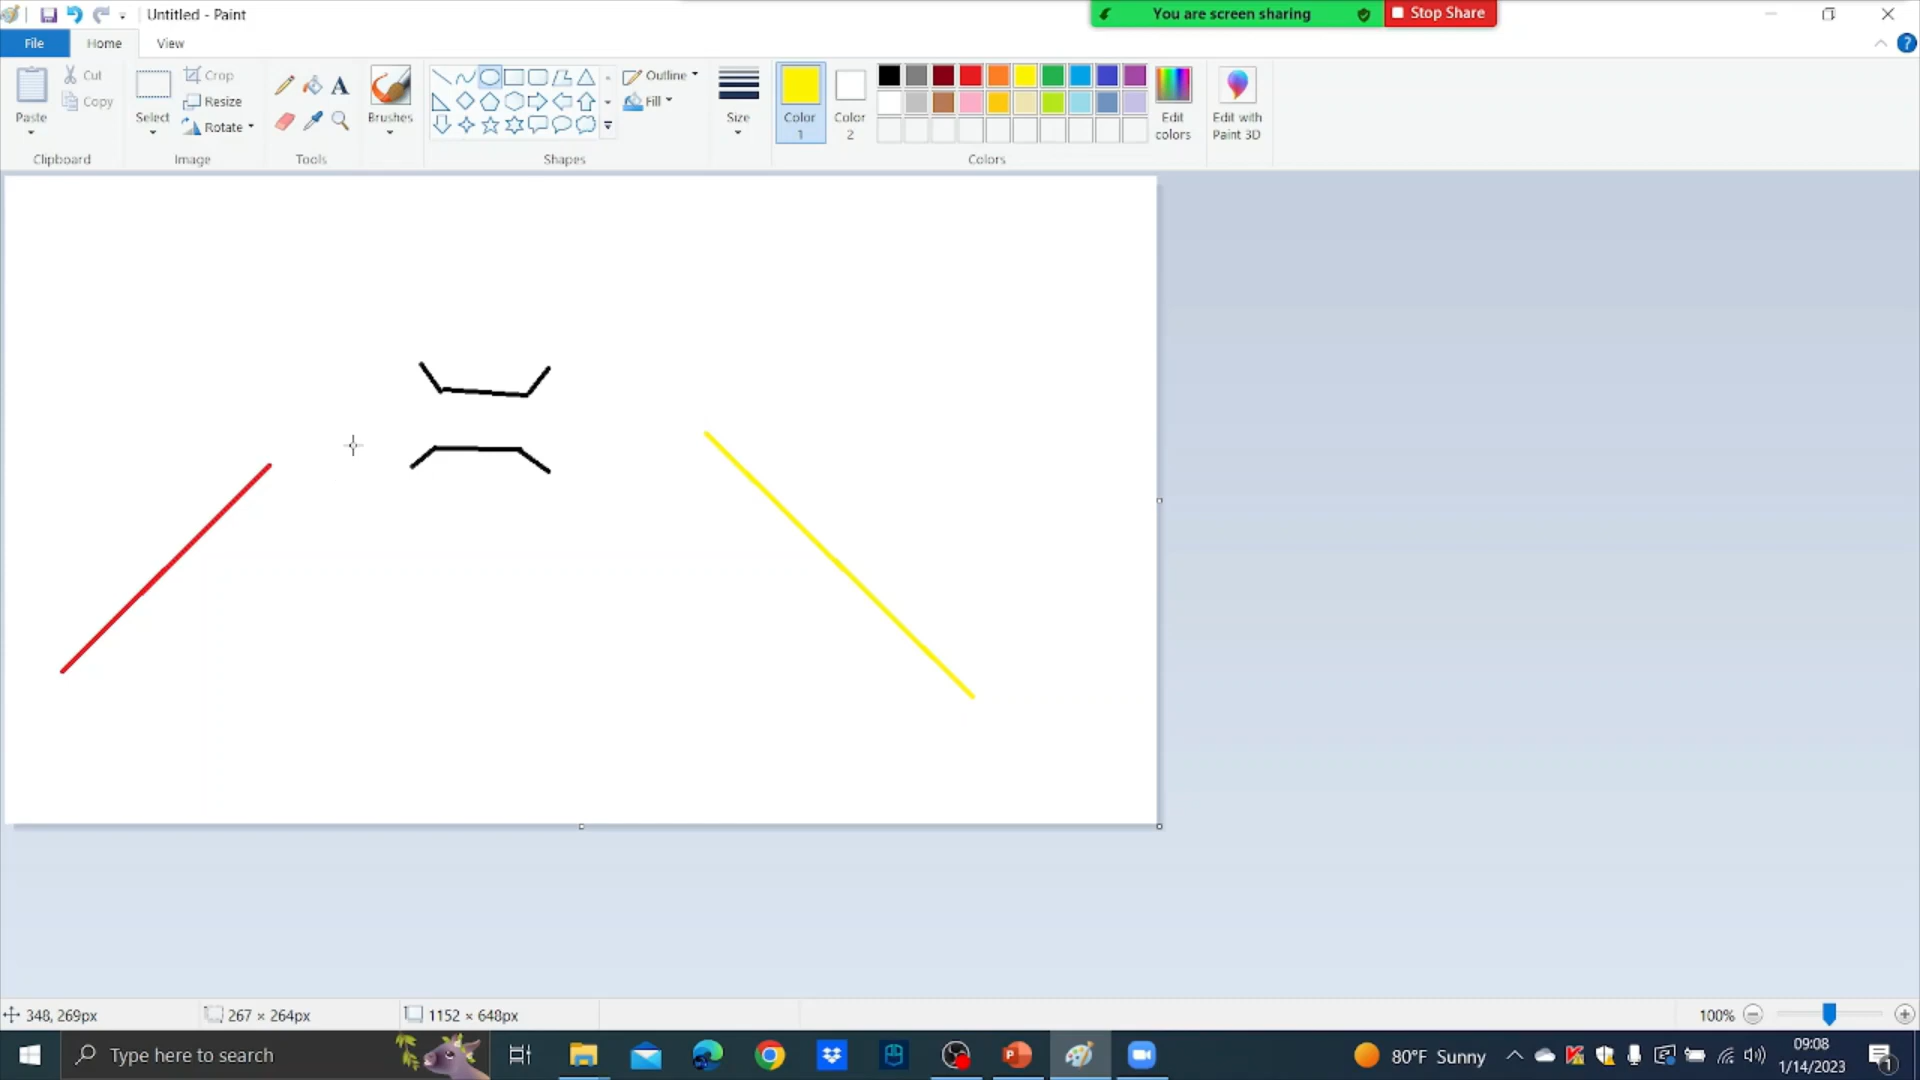 Untitled - Paint
You are screen sharing
Stop Share
File
Home
View
Paste
Cut
Copy
Clipboard
Select
Crop
Resize
Rotate
Image
A
Tools
Brushes
Outline
Fill
Shapes
Size
Color
1
Color
2
Edit
colors
Colors
Edit with
Paint 3D
348, 269px
267 × 264px
1152 × 648px
100%
Type here to search
80°F Sunny
09:08
1/14/2023
1